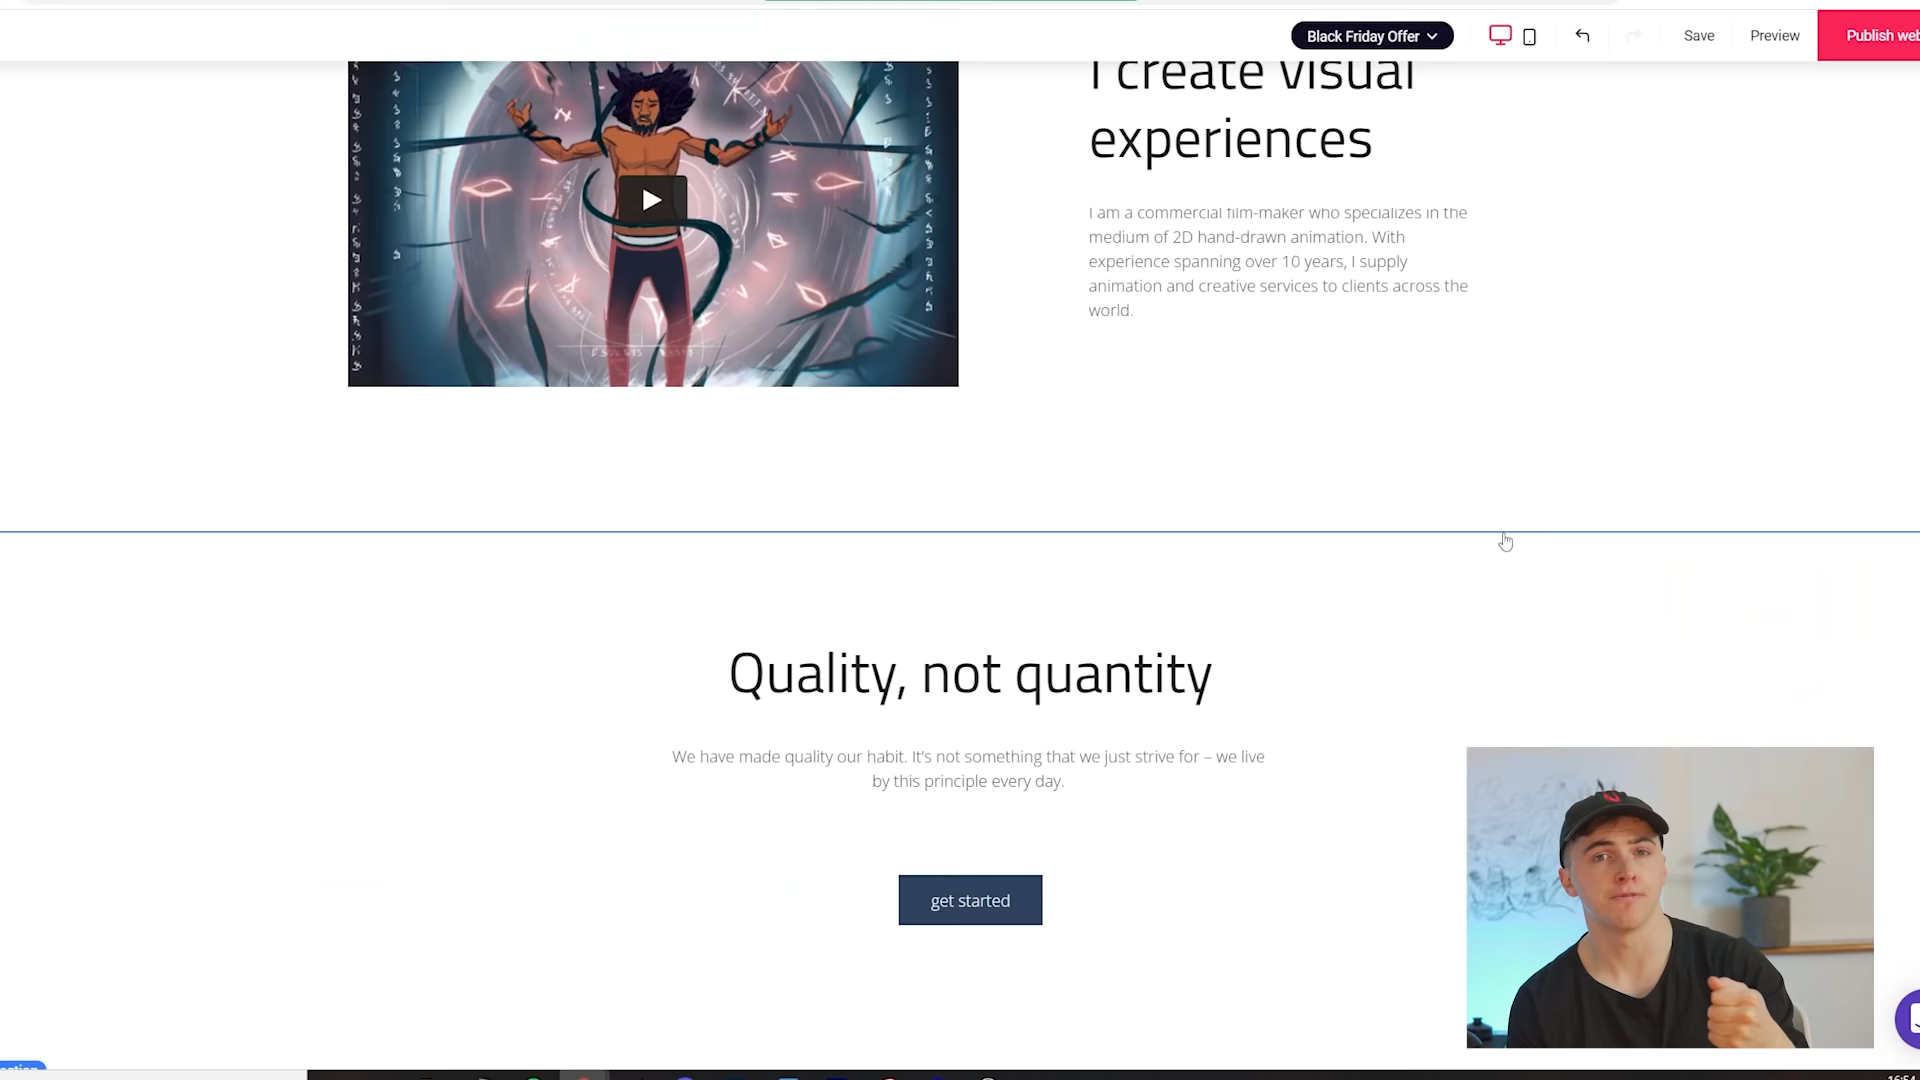 Black Friday Offer
Save
Preview
Publish
I create visual
experiences
I am a commercial film-maker who specializes in the
medium of 2D hand-drawn animation. With
experience spanning over 10 years, I supply
animation and creative services to clients across the
world.
Quality, not quantity
We have made quality our habit. It's not something that we just strive for – we live
by this principle every day.
get started